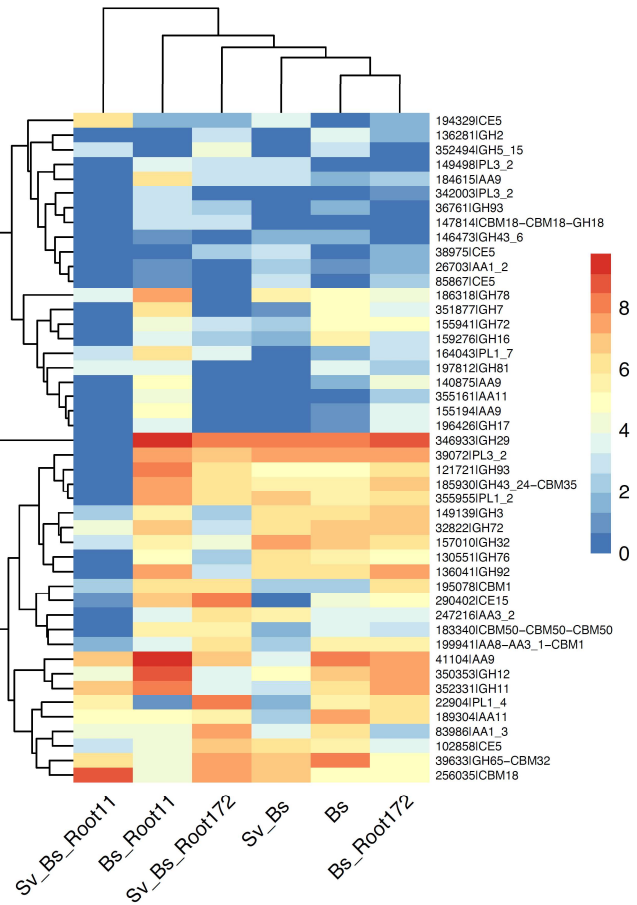 194329|CE5
136281|GH2
352494|GH5_15
149498|PL3_2
184615|AA9
342003|PL3_2
36761|GH93
147814|CBM18−CBM18−GH18
146473|GH43_6
38975|CE5
26703|AA1_2
85867|CE5
186318|GH78
351877|GH7
155941|GH72
159276|GH16
164043|PL1_7
197812|GH81
140875|AA9
355161|AA11
155194|AA9
196426|GH17
346933|GH29
39072|PL3_2
121721|GH93
185930|GH43_24−CBM35
355955|PL1_2
149139|GH3
32822|GH72
157010|GH32
130551|GH76
136041|GH92
195078|CBM1
290402|CE15
247216|AA3_2
183340|CBM50−CBM50−CBM50
199941|AA8−AA3_1−CBM1
41104|AA9
350353|GH12
352331|GH11
22904|PL1_4
189304|AA11
83986|AA1_3
102858|CE5
39633|GH65−CBM32
256035|CBM18
8
6
4
2
0
Sv_Bs_Root11
Bs_Root11
Sv_Bs_Root172
Sv_Bs
Bs
Bs_Root172